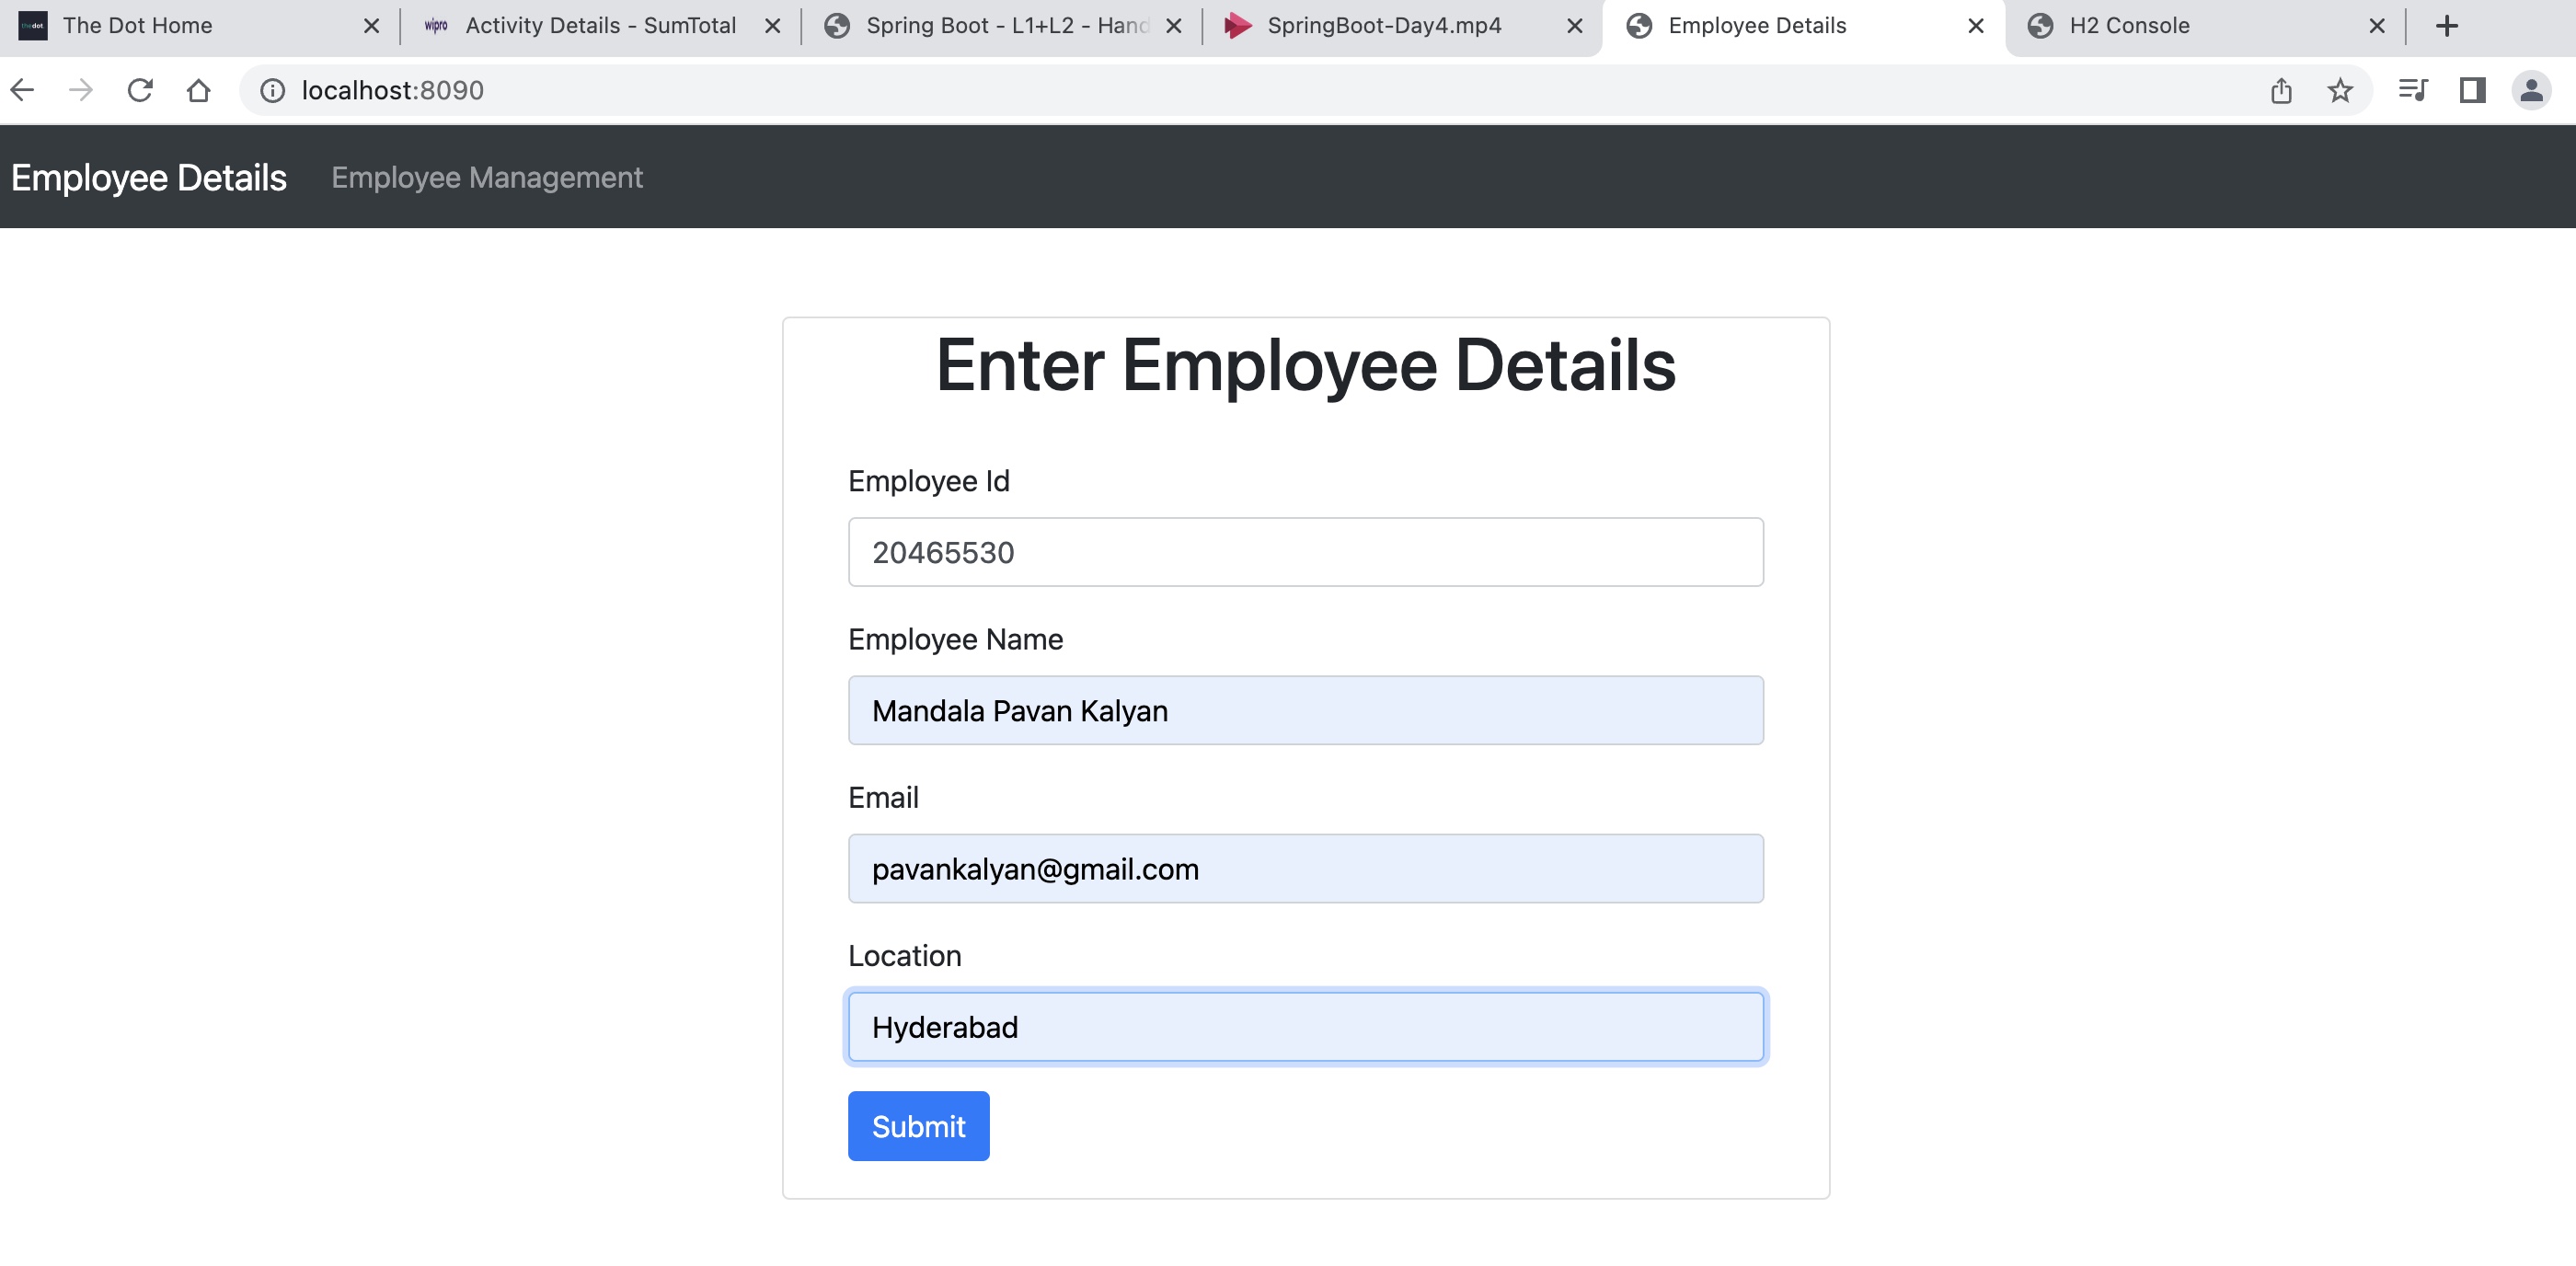 The Dot Home
wipro Activity Details - SumTotal
Spring Boot - L1+L2 - Hand
SpringBoot-Day4.mp4
Employee Details
H2 Console
localhost:8090
Employee Details Employee Management
Enter Employee Details
Employee Id
20465530
Employee Name
Mandala Pavan Kalyan
Email
pavankalyan@gmail.com
Location
Hyderabad
Submit